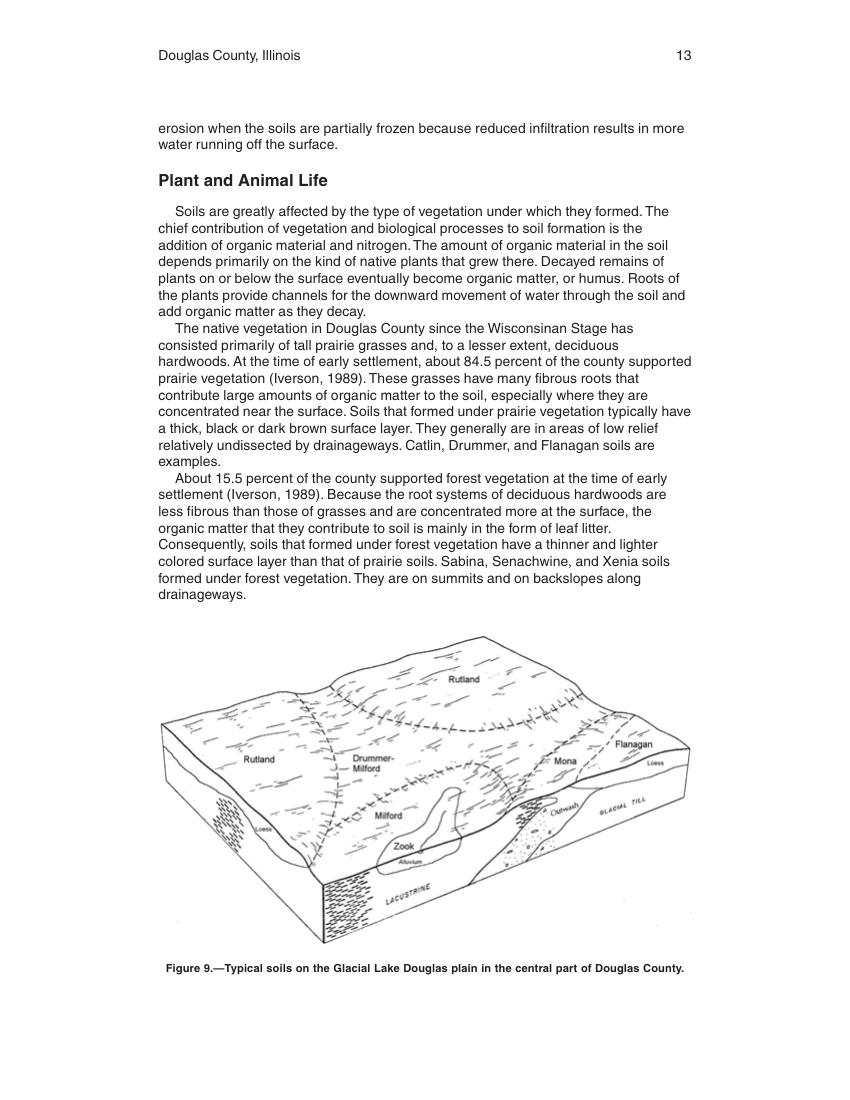 Douglas County, Illinois 13
erosion when the soils are partially frozen because reduced infiltration results in more
water running off the surface.
Plant and Animal Life
Soils are greatly affected by the type of vegetation under which they formed. The
chief contribution of vegetation and biological processes to soil formation is the
addition of organic material and nitrogen. The amount of organic material in the soil
depends primarily on the kind of native plants that grew there. Decayed remains of
plants on or below the surface eventually become organic matter, or humus. Roots of
the plants provide channels for the downward movement of water through the soil and
add organic matter as they decay.
The native vegetation in Douglas County since the Wisconsinan Stage has
consisted primarily of tall prairie grasses and, to a lesser extent, deciduous
hardwoods. At the time of early settlement, about 84.5 percent of the county supported
prairie vegetation (Iverson, 1989). These grasses have many fibrous roots that
contribute large amounts of organic matter to the soil, especially where they are
concentrated near the surface. Soils that formed under prairie vegetation typically have
a thick, black or dark brown surface layer. They generally are in areas of low relief
relatively undissected by drainageways. Catlin, Drummer, and Flanagan soils are
examples.
About 15.5 percent of the county supported forest vegetation at the time of early
settlement (Iverson, 1989). Because the root systems of deciduous hardwoods are
less fibrous than those of grasses and are concentrated more at the surface, the
organic matter that they contribute to soil is mainly in the form of leaf litter.
Consequently, soils that formed under forest vegetation have a thinner and lighter
colored surface layer than that of prairie soils. Sabina, Senachwine, and Xenia soils
formed under forest vegetation. They are on summits and on backslopes along
drainageways.
Rutland
Flanagan
Rutland
Drummer-
Milford
Mona
Loess
Milford
Outwash
GLACIAL TILL
Loess
Zook
Alluvium
LACUSTRINE
Figure 9.—Typical soils on the Glacial Lake Douglas plain in the central part of Douglas County.